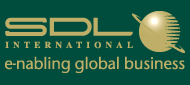 SDL
INTERNATIONAL
e-nabling global business